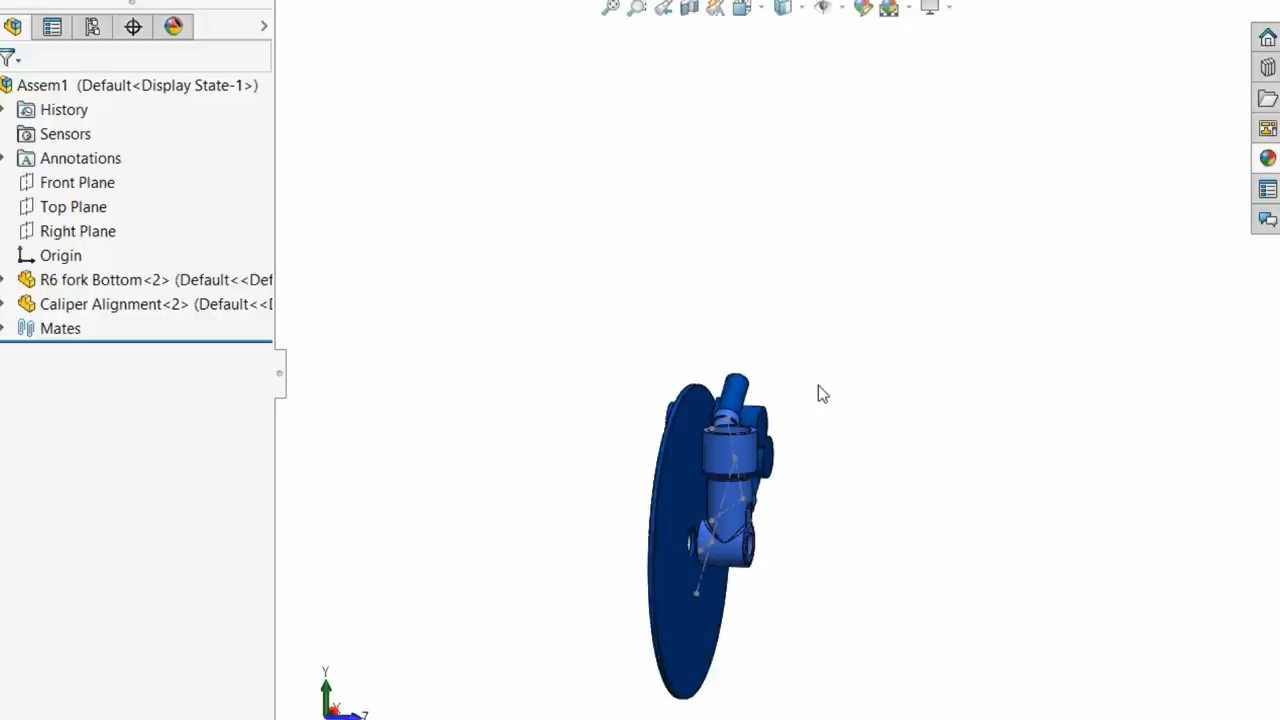 Assem1 (Default<Display State-1>)
History
Sensors
A Annotations
Front Plane
Top Plane
Right Plane
Origin
R6 fork Bottom<2> (Default<<Def
Caliper Alignment<2> (Default<<D
Mates
Y
X
Z